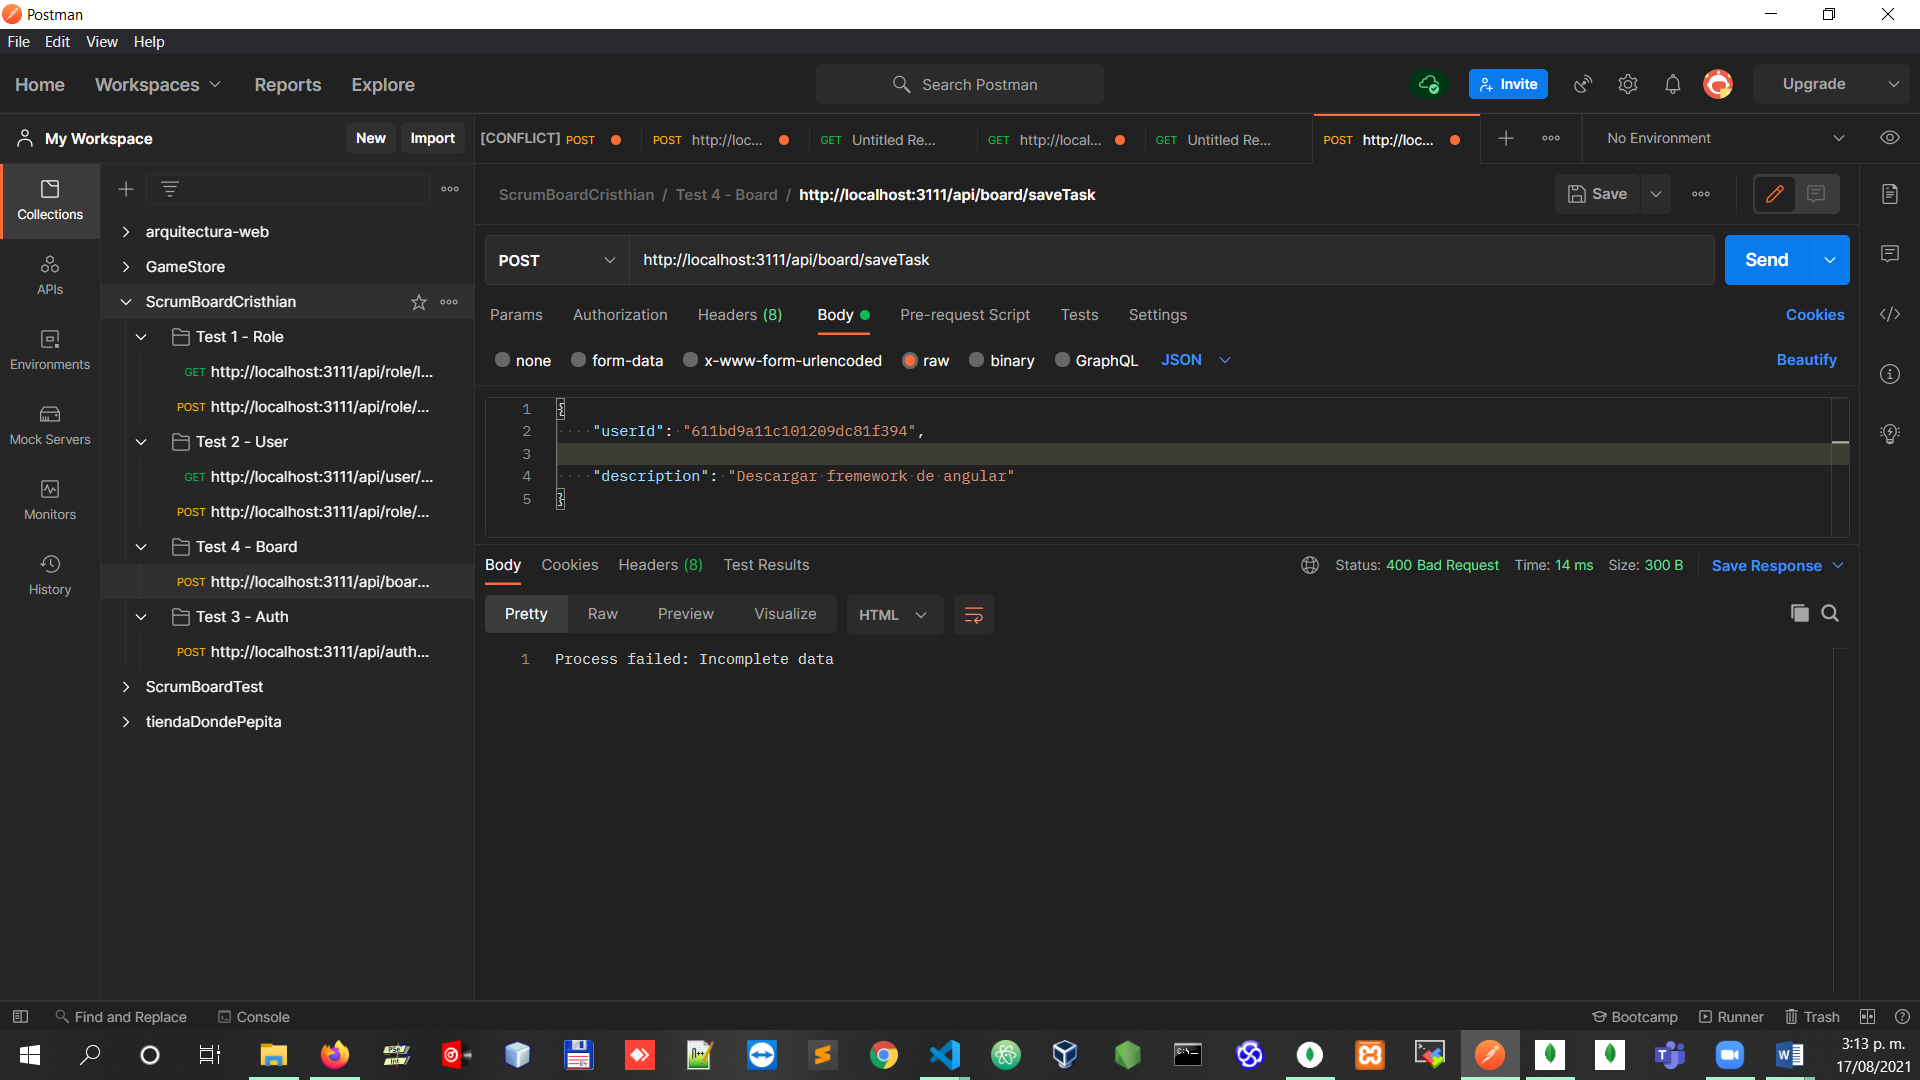 Postman
File Edit View Help
Home Workspaces Reports Explore Search Postman Invite Upgrade
My Workspace New Import [CONFLICT] POST POST http://loc... GET Untitled Re... GET http://local... GET Untitled Re... POST http://loc... No Environment
Collections
APIs
Environments
Mock Servers
Monitors
History
arquitectura-web
GameStore
ScrumBoardCristhian
Test 1 - Role
GET http://localhost:3111/api/role/l...
POST http://localhost:3111/api/role/...
Test 2 - User
GET http://localhost:3111/api/user/...
POST http://localhost:3111/api/role/...
Test 4 - Board
POST http://localhost:3111/api/boar...
Test 3 - Auth
POST http://localhost:3111/api/auth...
ScrumBoardTest
tiendaDondePepita
ScrumBoardCristhian / Test 4 - Board / http://localhost:3111/api/board/saveTask Save
POST http://localhost:3111/api/board/saveTask Send
Params Authorization Headers (8) Body Pre-request Script Tests Settings Cookies
none form-data x-www-form-urlencoded raw binary GraphQL JSON Beautify
1 {
2 "userId": "611bd9a11c101209dc81f394",
3
4 "description": "Descargar fremework de angular"
5 }
Body Cookies Headers (8) Test Results Status: 400 Bad Request Time: 14 ms Size: 300 B Save Response
Pretty Raw Preview Visualize HTML
1 Process failed: Incomplete data
Find and Replace Console Bootcamp Runner Trash
3:13 p. m.
17/08/2021